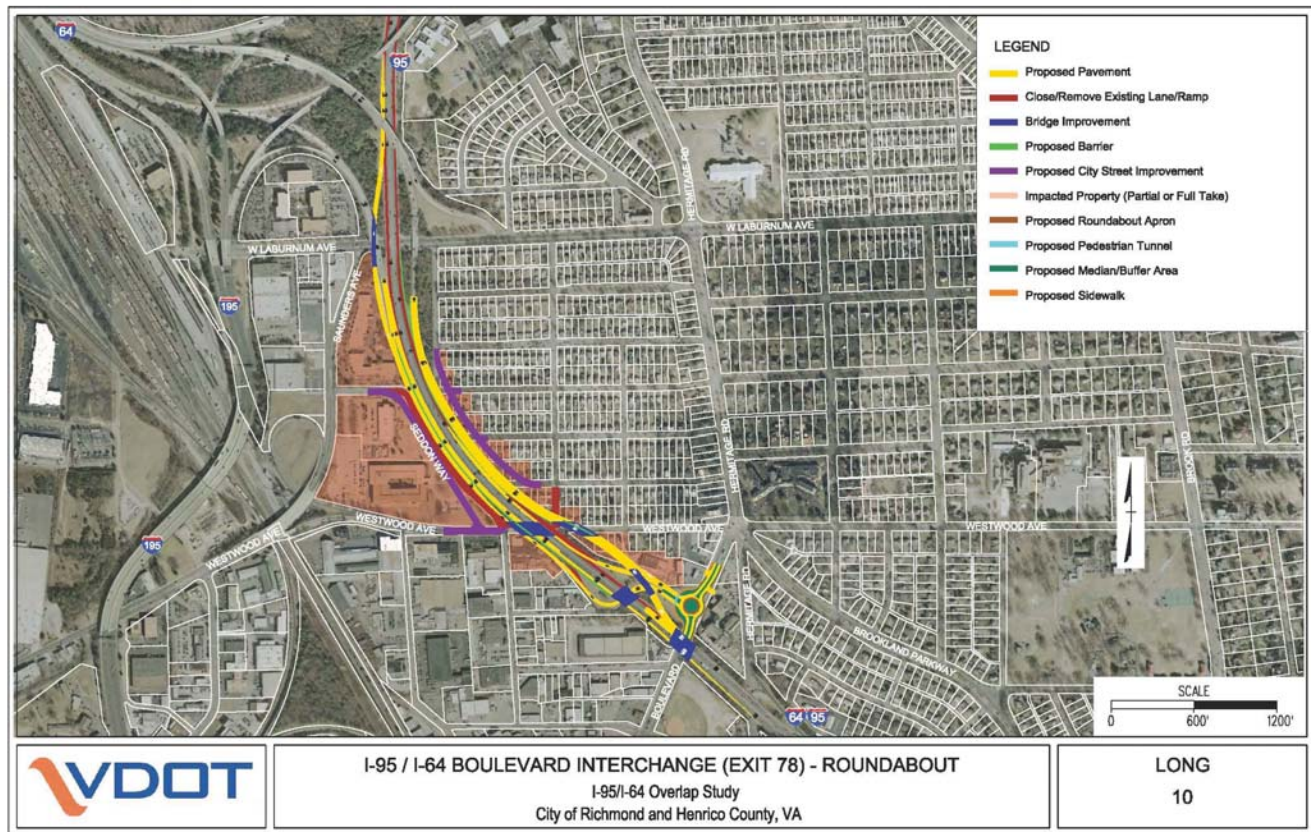 64
95
LEGEND
Proposed Pavement
Close/Remove Existing Lane/Ramp
Bridge Improvement
Proposed Barrier
Proposed City Street Improvement
Impacted Property (Partial or Full Take)
Proposed Roundabout Apron
Proposed Pedestrian Tunnel
Proposed Median/Buffer Area
Proposed Sidewalk
HERMITAGE RD
W LABURNUM AVE
W LABURNUM AVE
195
SAUNDERS AVE
SEDDON WAY
HERMITAGE RD
BROOK RD
WESTWOOD AVE
WESTWOOD AVE
WESTWOOD AVE
WESTWOOD AVE
195
HERMITAGE RD
BROOKLAND PARKWAY
BOULEVARD
64 95
SCALE
0 600' 1200'
VDOT
I-95 / I-64 BOULEVARD INTERCHANGE (EXIT 78) - ROUNDABOUT
I-95/I-64 Overlap Study
City of Richmond and Henrico County, VA
LONG
10